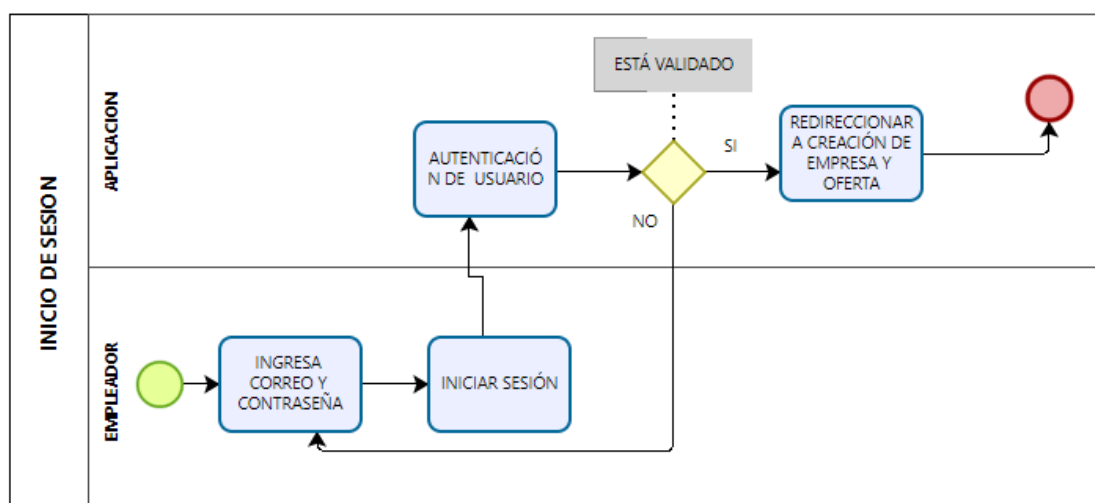 INICIO DE SESION
APLICACION
ESTÁ VALIDADO
AUTENTICACIÓ
N DE USUARIO
SI
NO
REDIRECCIONAR
A CREACIÓN DE
EMPRESA Y
OFERTA
EMPLEADOR
INGRESA
CORREO Y
CONTRASEÑA
INICIAR SESIÓN